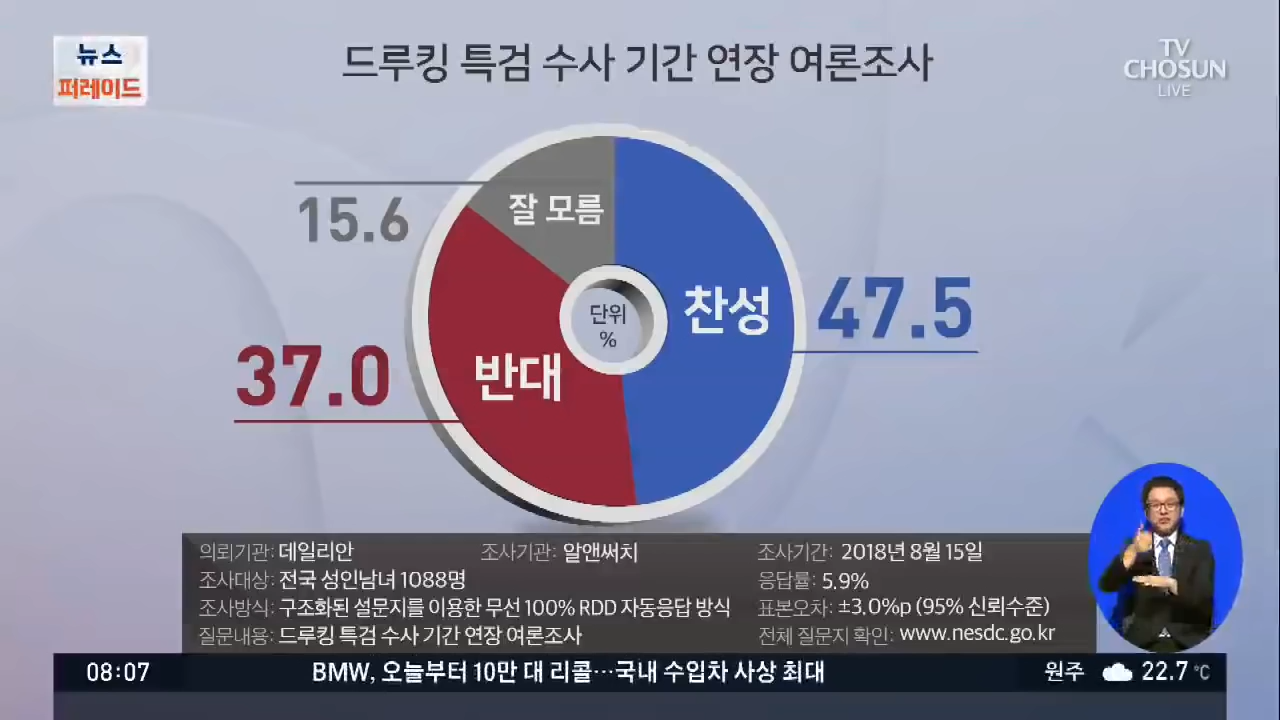 뉴스
퍼레이드
드루킹 특검 수사 기간 연장 여론조사
TV
CHOSUN
LIVE
15.6
잘 모름
단위
%
찬성
47.5
37.0
반대
의뢰기관: 데일리안 조사기관: 알앤써치 조사기간: 2018년 8월 15일
조사대상: 전국 성인남녀 1088명 응답률: 5.9%
조사방식: 구조화된 설문지를 이용한 무선 100% RDD 자동응답 방식 표본오차: ±3.0%p (95% 신뢰수준)
질문내용: 드루킹 특검 수사 기간 연장 여론조사 전체 질문지 확인: www.nesdc.go.kr
08:07 BMW, 오늘부터 10만 대 리콜…국내 수입차 사상 최대 원주 22.7℃